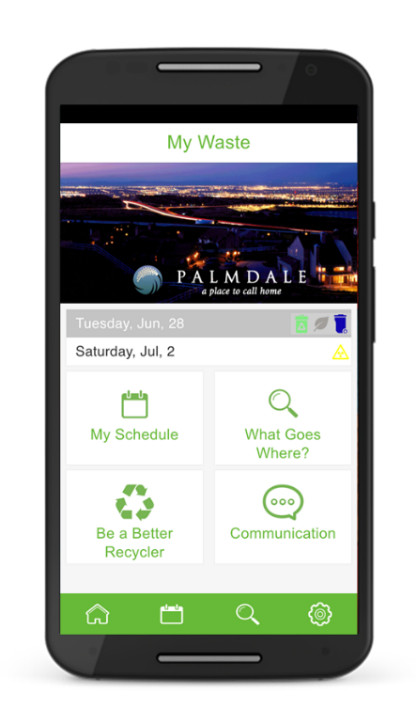 My Waste
PALMDALE
a place to call home
Tuesday, Jun, 28
Saturday, Jul, 2
My Schedule
What Goes
Where?
Be a Better
Recycler
Communication